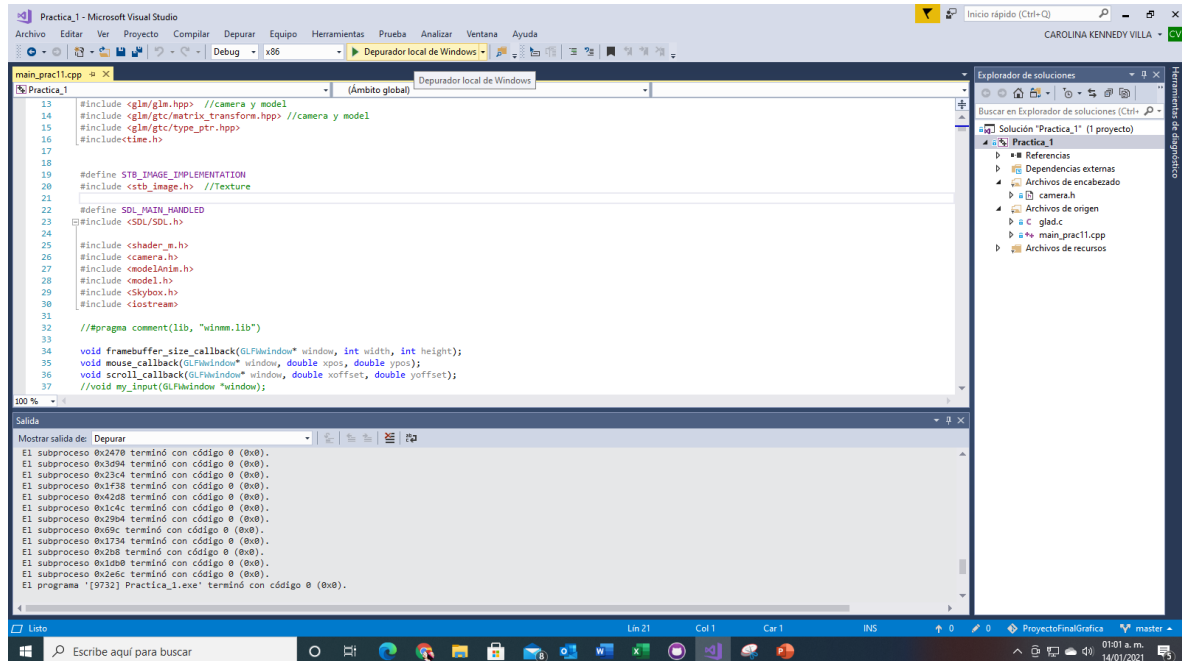 Practica_1 - Microsoft Visual Studio
Inicio rápido (Ctrl+Q)
Archivo Editar Ver Proyecto Compilar Depurar Equipo Herramientas Prueba Analizar Ventana Ayuda
CAROLINA KENNEDY VILLA CV
Debug x86 Depurador local de Windows
main_prac11.cpp
Depurador local de Windows
Practica_1 (Ámbito global)
13 #include <glm/glm.hpp> //camera y model
14 #include <glm/gtc/matrix_transform.hpp> //camera y model
15 #include <glm/gtc/type_ptr.hpp>
16 #include<time.h>
17
18
19 #define STB_IMAGE_IMPLEMENTATION
20 #include <stb_image.h> //Texture
21
22 #define SDL_MAIN_HANDLED
23 #include <SDL/SDL.h>
24
25 #include <shader_m.h>
26 #include <camera.h>
27 #include <modelAnim.h>
28 #include <model.h>
29 #include <Skybox.h>
30 #include <iostream>
31
32 //#pragma comment(lib, "winmm.lib")
33
34 void framebuffer_size_callback(GLFWwindow* window, int width, int height);
35 void mouse_callback(GLFWwindow* window, double xpos, double ypos);
36 void scroll_callback(GLFWwindow* window, double xoffset, double yoffset);
37 //void my_input(GLFWwindow *window);
100 %
Explorador de soluciones
Buscar en Explorador de soluciones (Ctrl+
Solución "Practica_1" (1 proyecto)
Practica_1
Referencias
Dependencias externas
Archivos de encabezado
camera.h
Archivos de origen
glad.c
main_prac11.cpp
Archivos de recursos
Herramientas de diagnóstico
Salida
Mostrar salida de: Depurar
El subproceso 0x2470 terminó con código 0 (0x0).
El subproceso 0x3d94 terminó con código 0 (0x0).
El subproceso 0x23c4 terminó con código 0 (0x0).
El subproceso 0x1f38 terminó con código 0 (0x0).
El subproceso 0x42d8 terminó con código 0 (0x0).
El subproceso 0x1c4c terminó con código 0 (0x0).
El subproceso 0x29b4 terminó con código 0 (0x0).
El subproceso 0x69c terminó con código 0 (0x0).
El subproceso 0x1734 terminó con código 0 (0x0).
El subproceso 0x2b8 terminó con código 0 (0x0).
El subproceso 0x1db0 terminó con código 0 (0x0).
El subproceso 0x2e6c terminó con código 0 (0x0).
El programa '[9732] Practica_1.exe' terminó con código 0 (0x0).
Listo Lín 21 Col 1 Car 1 INS 0 0 ProyectoFinalGrafica master
Escribe aquí para buscar
01:01 a. m.
14/01/2021